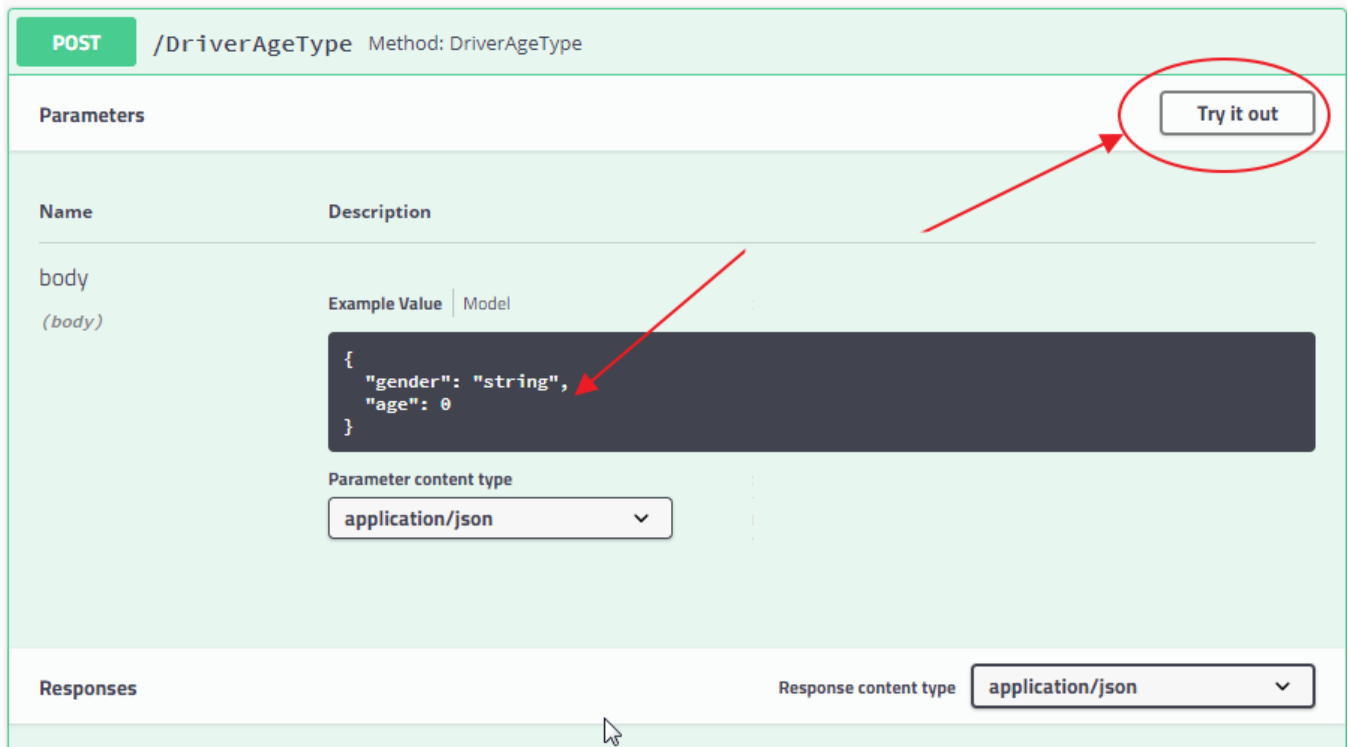 POST /DriverAgeType Method: DriverAgeType
Parameters
Try it out
Name Description
body
(body)
Example Value Model
{
"gender": "string",
"age": 0
}
Parameter content type
application/json
Responses
Response content type application/json